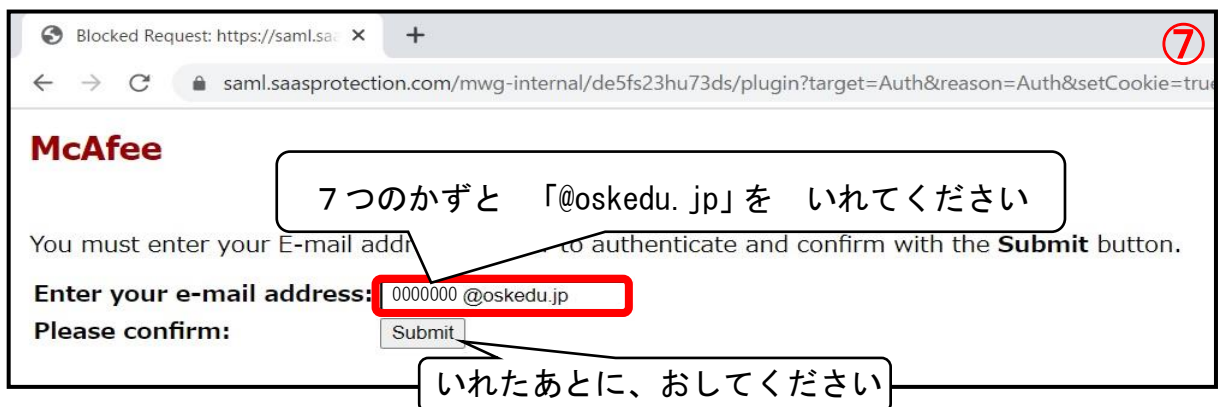 Blocked Request: https://saml.saa
⑦
saml.saasprotection.com/mwg-internal/de5fs23hu73ds/plugin?target=Auth&reason=Auth&setCookie=true
McAfee
7つのかずと 「@oskedu.jp」を いれてください
You must enter your E-mail addr to authenticate and confirm with the Submit button.
Enter your e-mail address: 0000000 @oskedu.jp
Please confirm: Submit
いれたあとに、おしてください